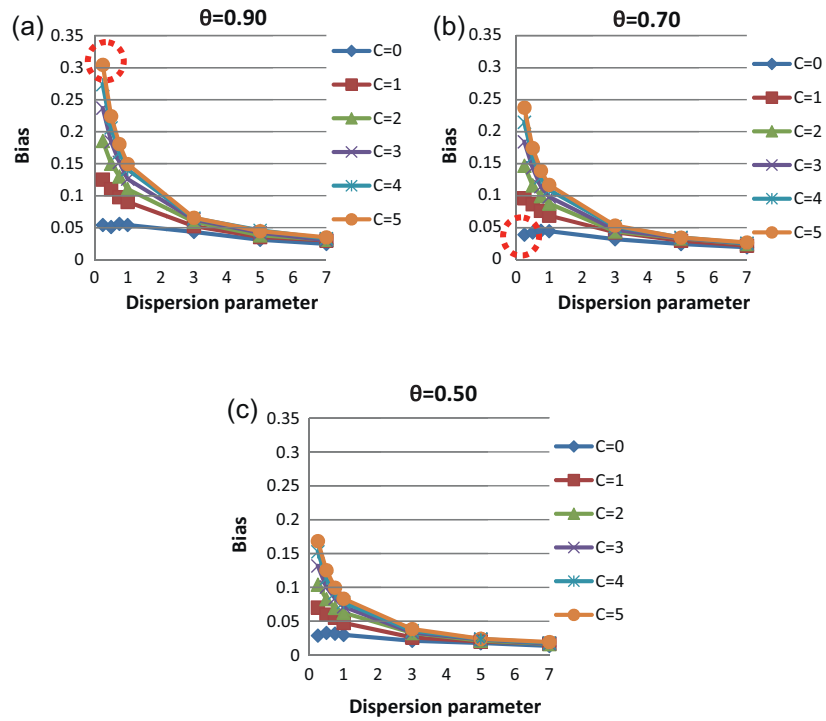 (a)
θ=0.90
0.35
0.3
0.25
0.2
0.15
0.1
0.05
0
Bias
0 1 2 3 4 5 6 7
Dispersion parameter
C=0
C=1
C=2
C=3
C=4
C=5
(b)
θ=0.70
0.35
0.3
0.25
0.2
0.15
0.1
0.05
0
Bias
0 1 2 3 4 5 6 7
Dispersion parameter
C=0
C=1
C=2
C=3
C=4
C=5
(c)
θ=0.50
0.35
0.3
0.25
0.2
0.15
0.1
0.05
0
Bias
0 1 2 3 4 5 6 7
Dispersion parameter
C=0
C=1
C=2
C=3
C=4
C=5